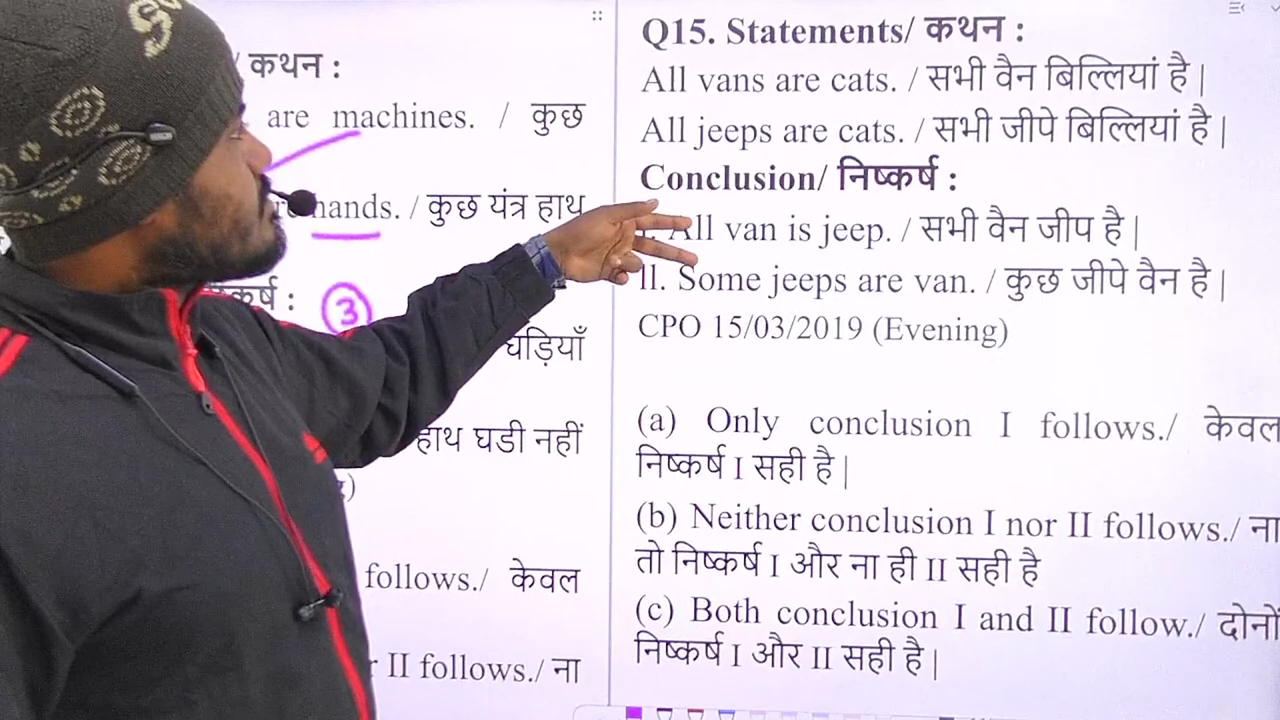 / कथन :
are machines. / कुछ
hands. / कुछ यंत्र हाथ
3
घड़ियाँ
हाथ घडी नहीं
follows./ केवल
II follows./ ना
Q15. Statements/ कथन :
All vans are cats. / सभी वैन बिल्लियां है |
All jeeps are cats. / सभी जीपे बिल्लियां है |
Conclusion/ निष्कर्ष :
All van is jeep. / सभी वैन जीप है |
II. Some jeeps are van. / कुछ जीपे वैन है |
CPO 15/03/2019 (Evening)
(a) Only conclusion I follows./ केवल
निष्कर्ष I सही है |
(b) Neither conclusion I nor II follows./ ना
तो निष्कर्ष I और ना ही II सही है
(c) Both conclusion I and II follow./ दोनों
निष्कर्ष I और II सही है |